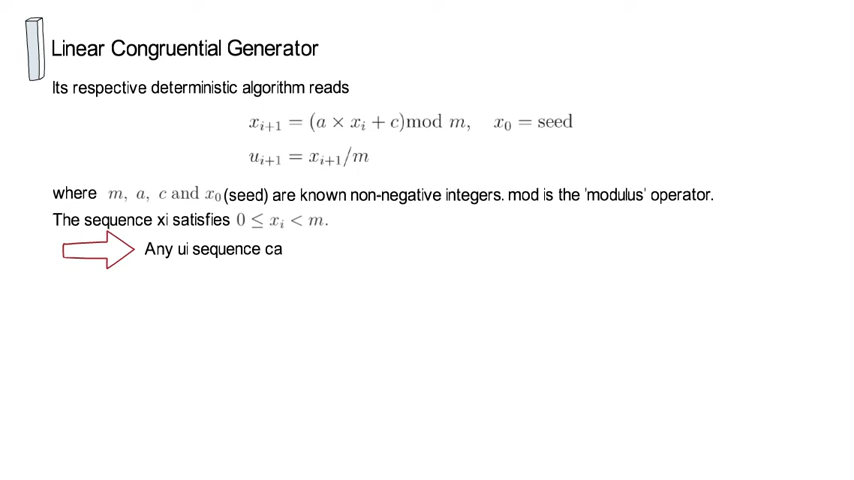 Linear Congruential Generator
Its respective deterministic algorithm reads
x_{i+1} = (a × x_i + c)mod m, x_0 = seed
u_{i+1} = x_{i+1}/m
where m, a, c and x_0 (seed) are known non-negative integers. mod is the 'modulus' operator.
The sequence xi satisfies 0 ≤ x_i < m.
Any ui sequence ca